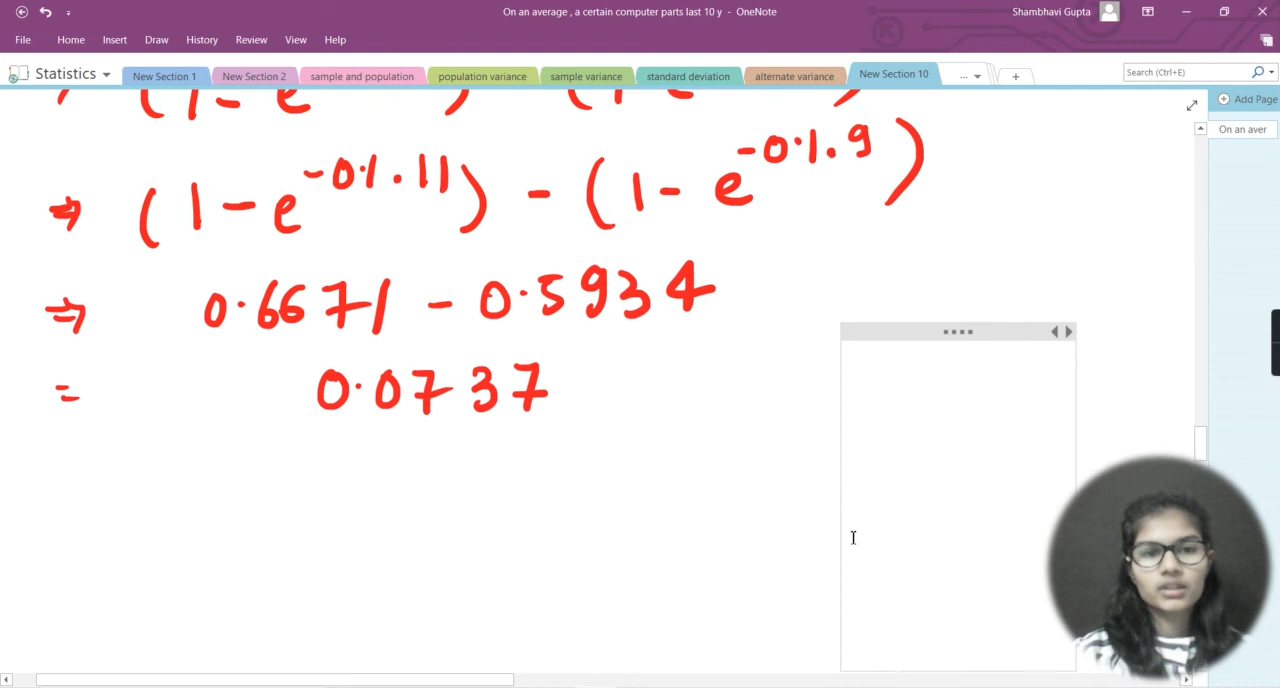 On an average , a certain computer parts last 10 y - OneNote
Shambhavi Gupta
File Home Insert Draw History Review View Help
Statistics
New Section 1 New Section 2 sample and population population variance sample variance standard deviation alternate variance New Section 10 ... +
Search (Ctrl+E)
Add Page
On an aver
⇒ (1 - e^-0.1.11) - (1 - e^-0.1.9)
⇒ 0.6671 - 0.5934
= 0.0737